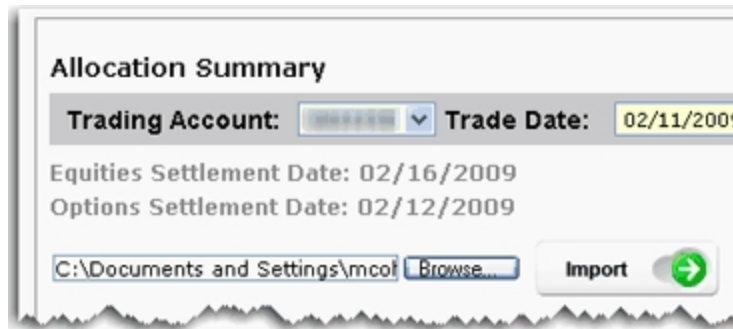 Allocation Summary
Trading Account: Trade Date: 02/11/2009
Equities Settlement Date: 02/16/2009
Options Settlement Date: 02/12/2009
C:\Documents and Settings\mcoh Browse... Import